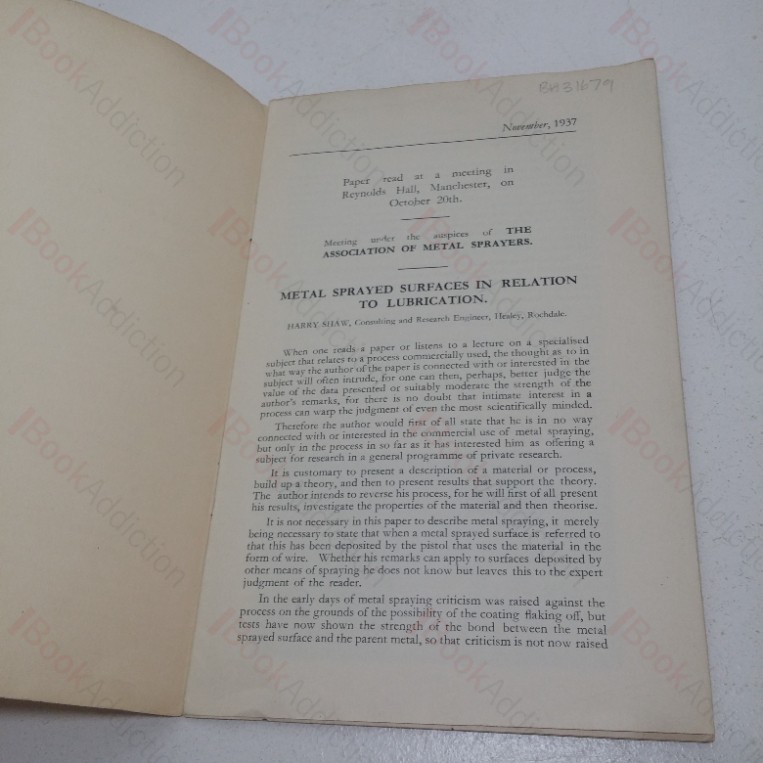 BH31679
November, 1937
Paper read at a meeting in
Reynolds Hall, Manchester, on
October 20th.
Meeting under the auspices of THE
ASSOCIATION OF METAL SPRAYERS.
METAL SPRAYED SURFACES IN RELATION
TO LUBRICATION.
HARRY SHAW, Consulting and Research Engineer, Hesley, Rochdale.
When one reads a paper or listens to a lecture on a specialised
subject that relates to a process commercially used, the thought as to in
what way the author of the paper is connected with or interested in the
subject will often intrude, for one can then, perhaps, better judge the
value of the data presented or suitably moderate the strength of the
author's remarks, for there is no doubt that intimate interest in a
process can warp the judgment of even the most scientifically minded.
Therefore the author would first of all state that he is in no way
connected with or interested in the commercial use of metal spraying,
but only in the process in so far as it has interested him as offering a
subject for research in a general programme of private research.
It is customary to present a description of a material or process,
build up a theory, and then to present results that support the theory.
The author intends to reverse his process, for he will first of all present
his results, investigate the properties of the material and then theorise.
It is not necessary in this paper to describe metal spraying, it merely
being necessary to state that when a metal sprayed surface is referred to
that this has been deposited by the pistol that uses the material in the
form of wire. Whether his remarks can apply to surfaces deposited by
other means of spraying he does not know but leaves this to the expert
judgment of the reader.
In the early days of metal spraying criticism was raised against the
process on the grounds of the possibility of the coating flaking off, but
tests have now shown the strength of the bond between the metal
sprayed surface and the parent metal, so that criticism is not now raised
BookAddiction